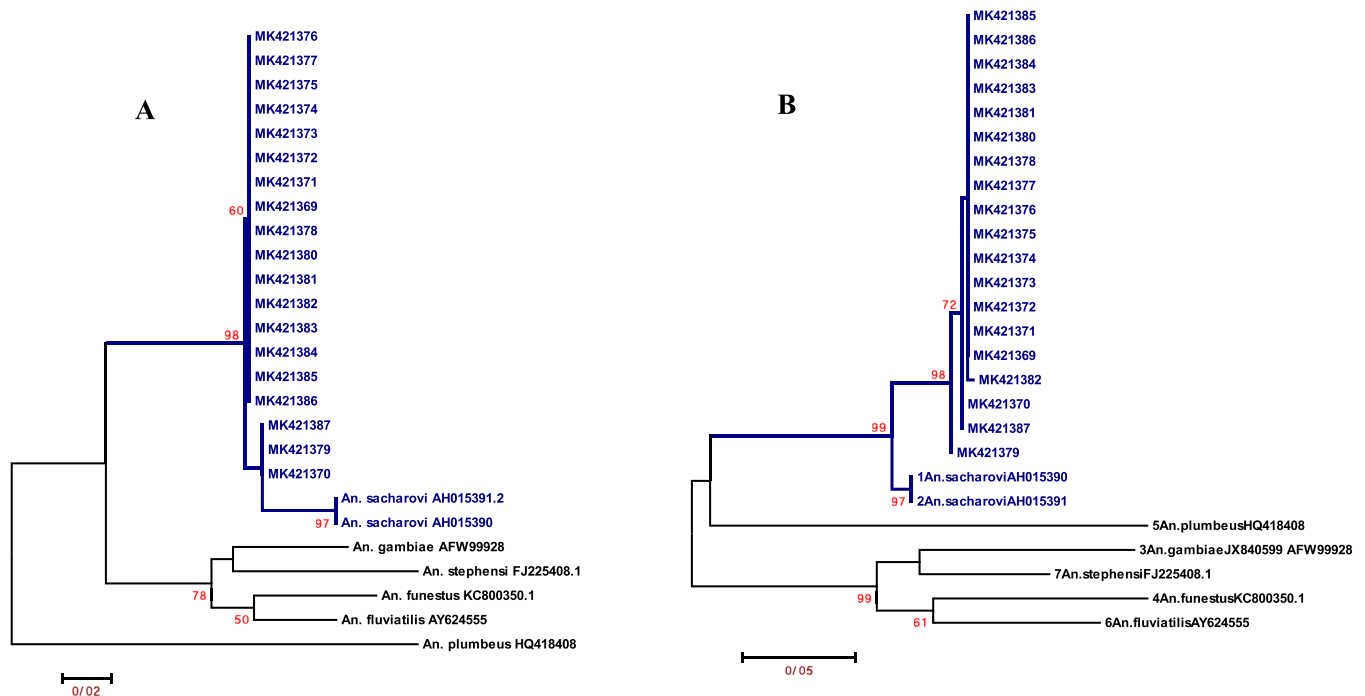 A
MK421376
MK421377
MK421375
MK421374
MK421373
MK421372
MK421371
60
MK421369
MK421378
MK421380
MK421381
MK421382
98
MK421383
MK421384
MK421385
MK421386
MK421387
MK421379
MK421370
An. sacharovi AH015391.2
97
An. sacharovi AH015390
An. gambiae AFW99928
An. stephensi FJ225408.1
78
An. funestus KC800350.1
50
An. fluviatilis AY624555
An. plumbeus HQ418408
0/02
B
MK421385
MK421386
MK421384
MK421383
MK421381
MK421380
MK421378
MK421377
MK421376
MK421375
MK421374
MK421373
72
MK421372
MK421371
MK421369
98
MK421382
MK421370
99
MK421387
MK421379
1An.sacharoviAH015390
97
2An.sacharoviAH015391
5An.plumbeusHQ418408
3An.gambiaeJX840599 AFW99928
7An.stephensiFJ225408.1
99
4An.funestusKC800350.1
61
6An.fluviatilisAY624555
0/05